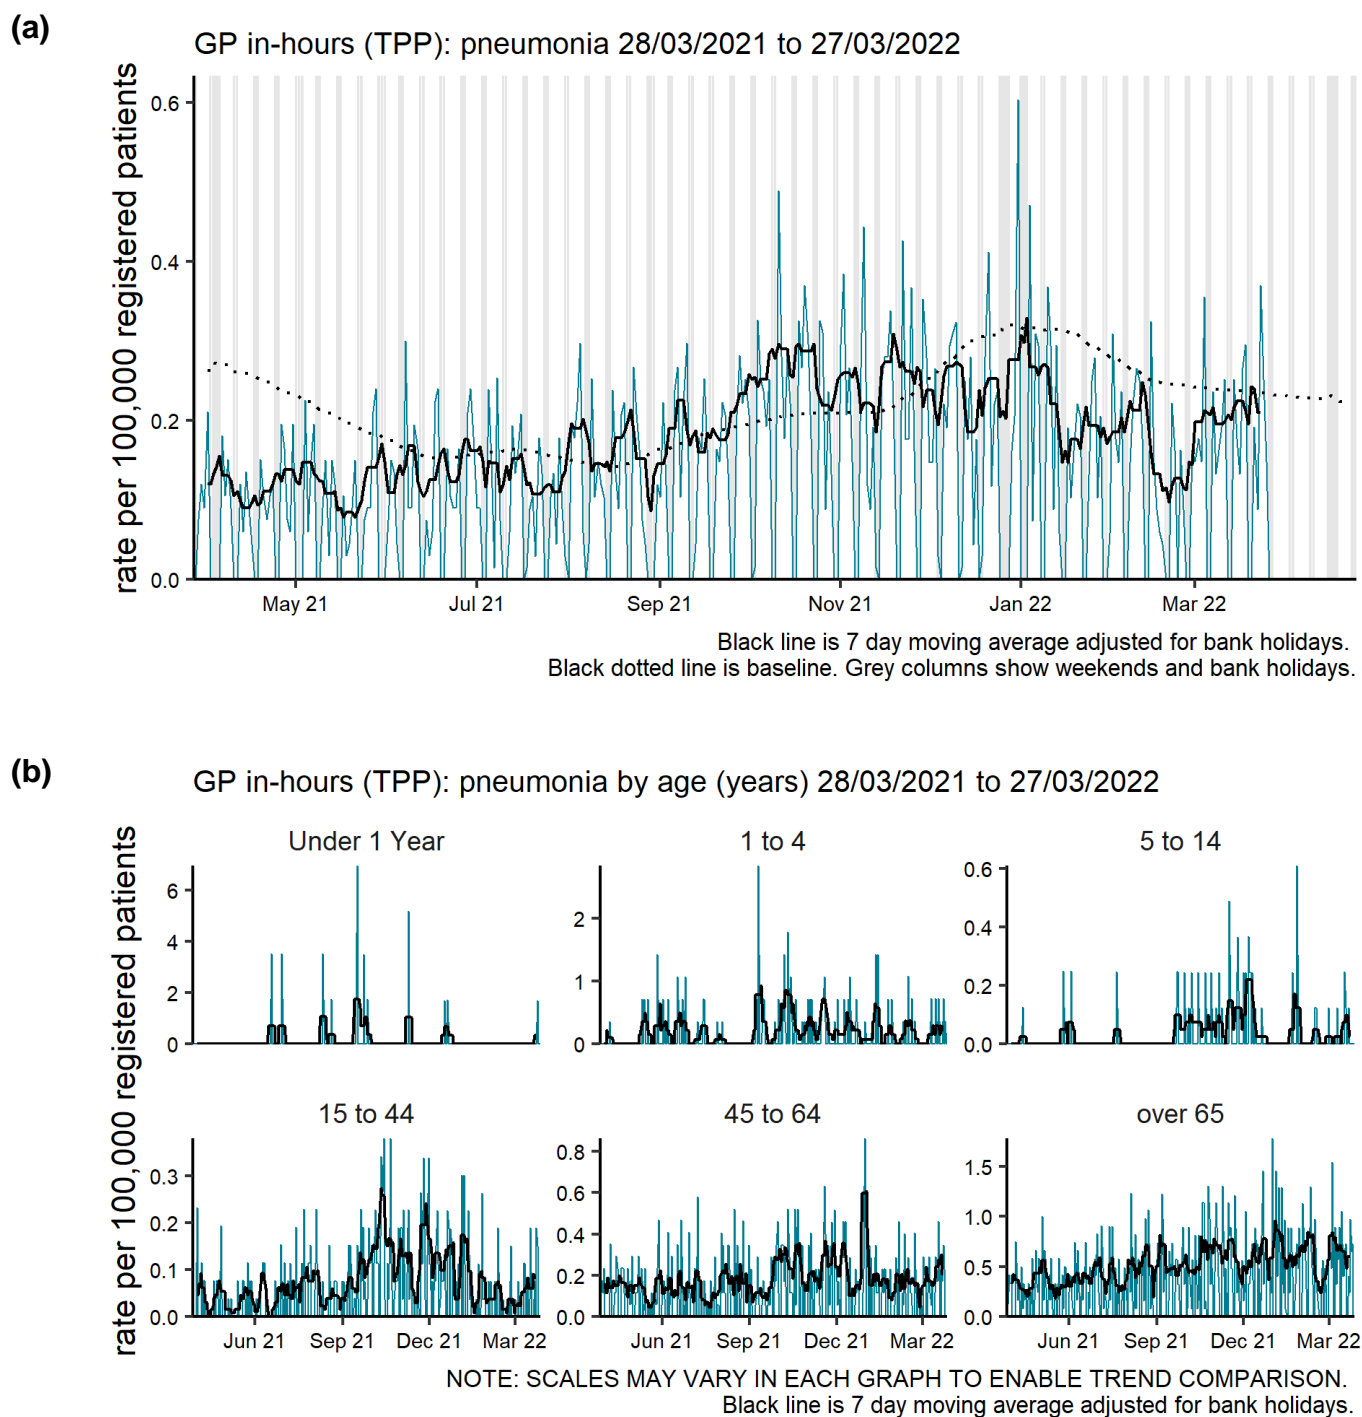 (a)
GP in-hours (TPP): pneumonia 28/03/2021 to 27/03/2022
rate per 100,000 registered patients
0.6
0.4
0.2
0.0
May 21 Jul 21 Sep 21 Nov 21 Jan 22 Mar 22
Black line is 7 day moving average adjusted for bank holidays.
Black dotted line is baseline. Grey columns show weekends and bank holidays.
(b)
GP in-hours (TPP): pneumonia by age (years) 28/03/2021 to 27/03/2022
rate per 100,000 registered patients
Under 1 Year
6
4
2
0
1 to 4
2
1
0
5 to 14
0.6
0.4
0.2
0.0
15 to 44
0.3
0.2
0.1
0.0
Jun 21 Sep 21 Dec 21 Mar 22
45 to 64
0.8
0.6
0.4
0.2
0.0
Jun 21 Sep 21 Dec 21 Mar 22
over 65
1.5
1.0
0.5
0.0
Jun 21 Sep 21 Dec 21 Mar 22
NOTE: SCALES MAY VARY IN EACH GRAPH TO ENABLE TREND COMPARISON.
Black line is 7 day moving average adjusted for bank holidays.